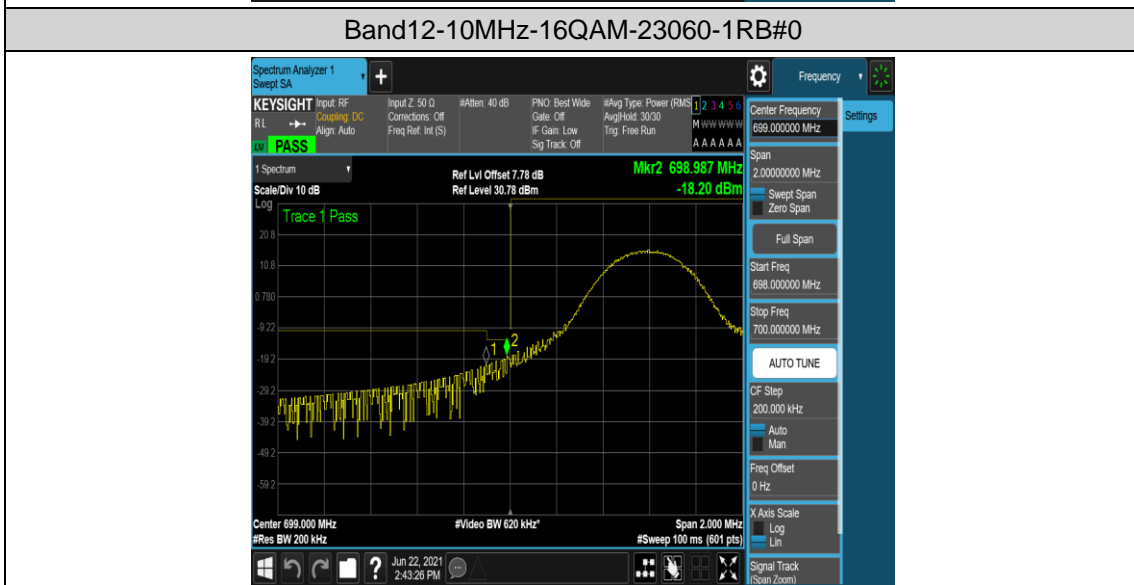 Band12-10MHz-16QAM-23060-1RB#0
Spectrum Analyzer 1
Swept SA
Frequency
KEYSIGHT
RL
PASS
Input: RF
Coupling: DC
Align: Auto
Input Z: 50 Ω
Corrections: Off
Freq Ref: Int (S)
#Atten: 40 dB
PNO: Best Wide
Gate: Off
IF Gain: Low
Sig Track: Off
#Avg Type: Power (RMS
Avg|Hold: 30/30
Trig: Free Run
1 2 3 4 5 6
M W W W W W
A A A A A A
1 Spectrum
Scale/Div 10 dB
Ref Lvl Offset 7.78 dB
Ref Level 30.78 dBm
Mkr2 698.987 MHz
-18.20 dBm
Log
Trace 1 Pass
20.8
10.8
0.780
-9.22
-19.2
-29.2
-39.2
-49.2
-59.2
1
2
Center 699.000 MHz
#Video BW 620 kHz*
Span 2.000 MHz
#Res BW 200 kHz
#Sweep 100 ms (601 pts)
Center Frequency
699.000000 MHz
Settings
Span
2.00000000 MHz
Swept Span
Zero Span
Full Span
Start Freq
698.000000 MHz
Stop Freq
700.000000 MHz
AUTO TUNE
CF Step
200.000 kHz
Auto
Man
Freq Offset
0 Hz
X Axis Scale
Log
Lin
Signal Track
(Span Zoom)
?
Jun 22, 2021
2:43:26 PM